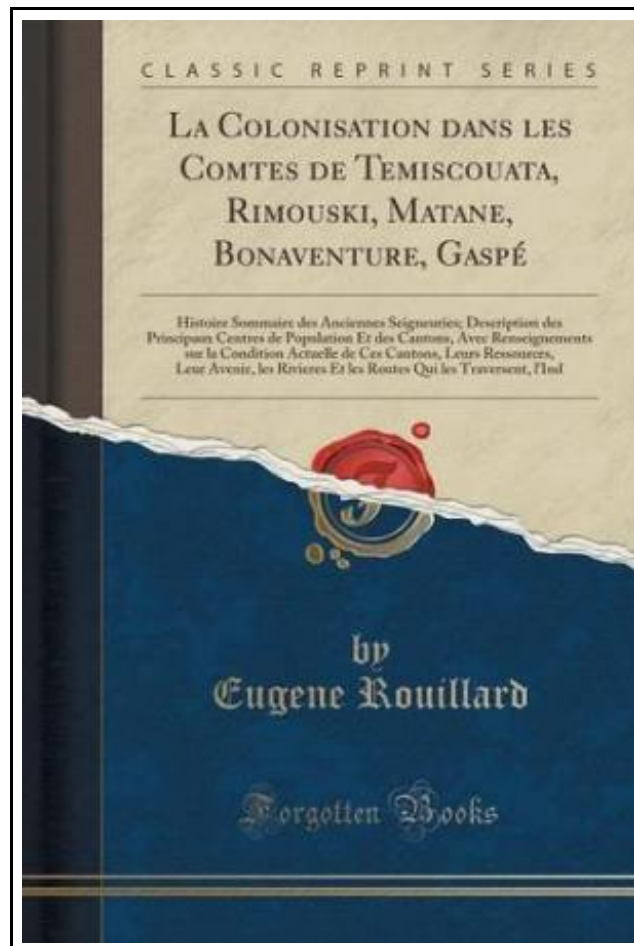 CLASSIC REPRINT SERIES
LA COLONISATION DANS LES
COMTES DE TEMISCOUATA,
RIMOUSKI, MATANE,
BONAVENTURE, GASPÉ
Histoire Sommaire des Anciennes Seigneuries; Description des
Principaux Centres de Population Et des Cantons, Avec Renseignements
sur la Condition Actuelle de Ces Cantons, Leurs Ressources,
Leur Avenir, les Rivieres Et les Routes Qui les Traversent, l'Ind
by
Eugene Rouillard
Forgotten Books